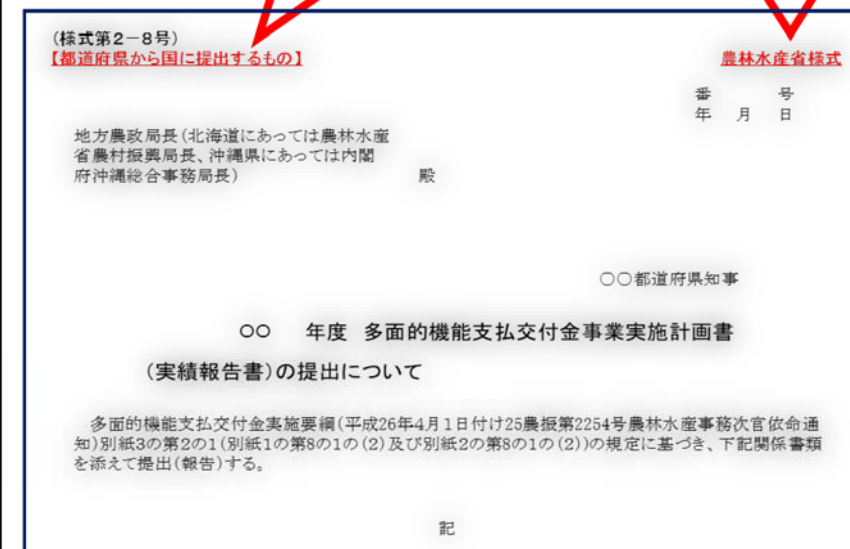 (様式第2－8号)
【都道府県から国に提出するもの】
農林水産省様式
番　　　号
年　月　日
地方農政局長(北海道にあっては農林水産
省農村振興局長、沖縄県にあっては内閣
府沖縄総合事務局長)　　　　　　　　　殿
○○都道府県知事
○○　年度 多面的機能支払交付金事業実施計画書
(実績報告書)の提出について
多面的機能支払交付金実施要綱(平成26年4月1日付け25農振第2254号農林水産事務次官依命通
知)別紙3の第2の1(別紙1の第8の1の(2)及び別紙2の第8の1の(2))の規定に基づき、下記関係書類
を添えて提出(報告)する。
記